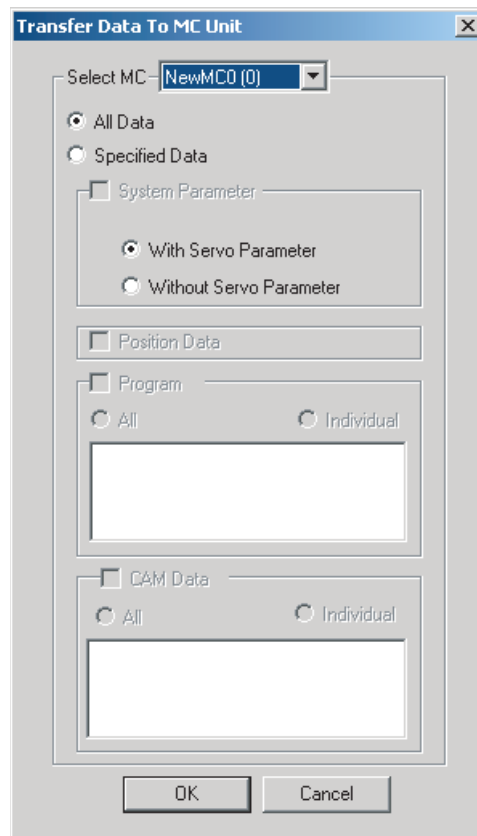 Transfer Data To MC Unit
Select MC NewMC0 (0)
All Data
Specified Data
System Parameter
With Servo Parameter
Without Servo Parameter
Position Data
Program
All Individual
CAM Data
All Individual
OK Cancel